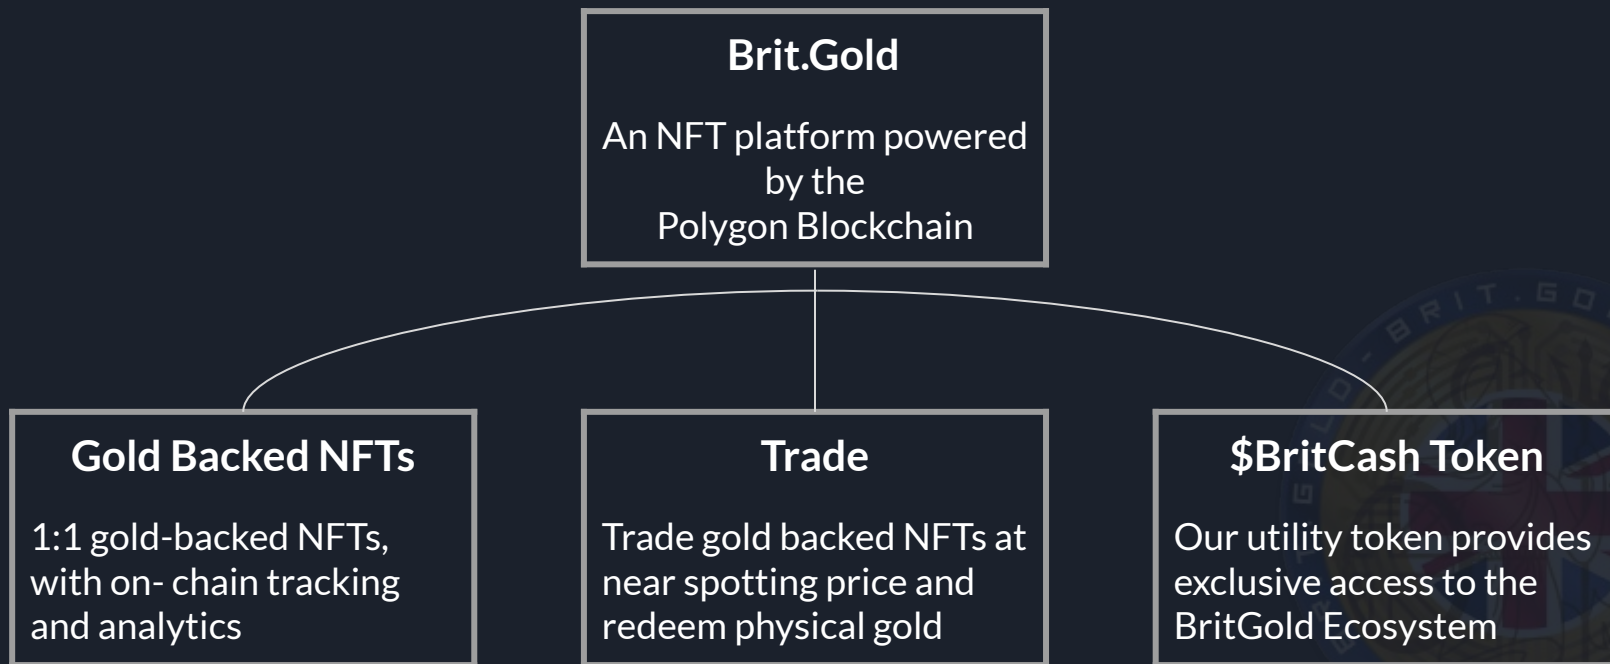 Brit.Gold
An NFT platform powered
by the
Polygon Blockchain
BRIT.GO
Gold Backed NFTs
1:1 gold-backed NFTs,
with on- chain tracking
and analytics
Trade
Trade gold backed NFTs at
near spotting price and
redeem physical gold
$BritCash Token
Our utility token provides
exclusive access to the
BritGold Ecosystem